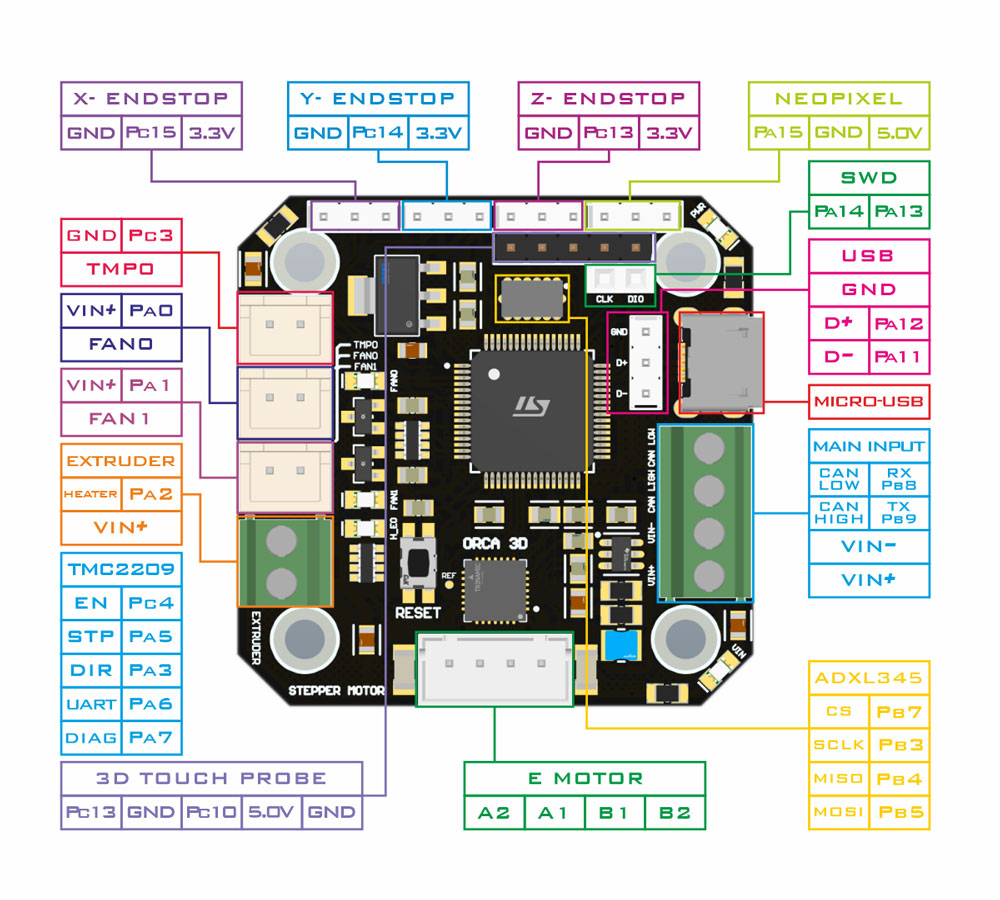 X- ENDSTOP
GND PC15 3.3V
Y- ENDSTOP
GND PC14 3.3V
Z- ENDSTOP
GND PC13 3.3V
NEOPIXEL
PA15 GND 5.0V
SWD
PA14 PA13
USB
GND
D+ PA12
D- PA11
MICRO-USB
MAIN INPUT
CAN LOW RX PB8
CAN HIGH TX PB9
VIN-
VIN+
ADXL345
CS PB7
SCLK PB3
MISO PB4
MOSI PB5
GND PC3
TMP0
VIN+ PA0
FAN0
VIN+ PA1
FAN 1
EXTRUDER
HEATER PA2
VIN+
TMC2209
EN PC4
STP PA5
DIR PA3
UART PA6
DIAG PA7
3D TOUCH PROBE
PC13 GND PC10 5.0V GND
E MOTOR
A2 A1 B1 B2
PWR
CLK DIO
GND
D+
D-
TMP0
FAN0
FAN1
FAN0
FAN1
H_E0
CAN LOW
CAN LIGH
VIN-
VIN+
ORCA 3D
TRINAMIC
REF
RESET
EXTRUDER
STEPPER MOTOR
VIN